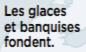 Les glaces
et banquises
fondent.